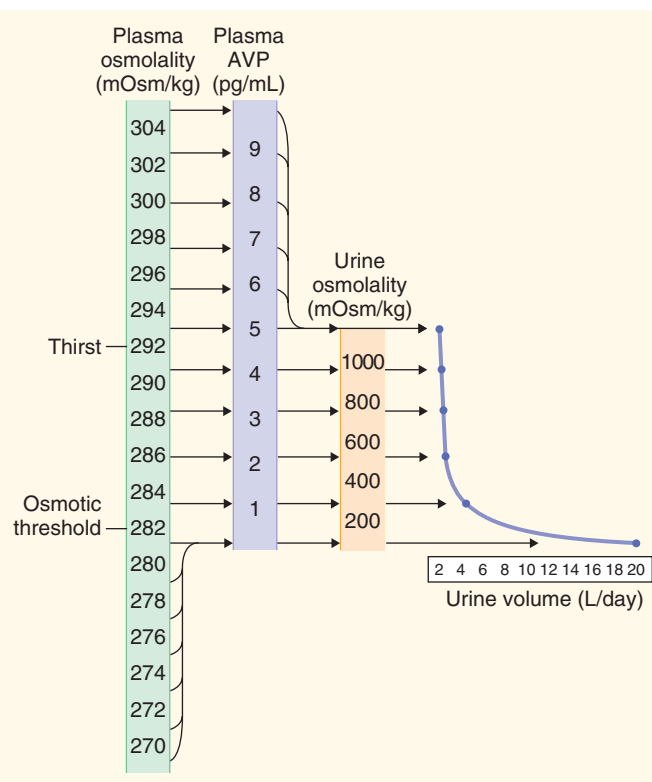 Plasma
osmolality
(mOsm/kg)
Plasma
AVP
(pg/mL)
304
302
300
298
296
294
292
290
288
286
284
282
280
278
276
274
272
270
Thirst
Osmotic
threshold
9
8
7
6
5
4
3
2
1
Urine
osmolality
(mOsm/kg)
1000
800
600
400
200
2 4 6 8 10 12 14 16 18 20
Urine volume (L/day)